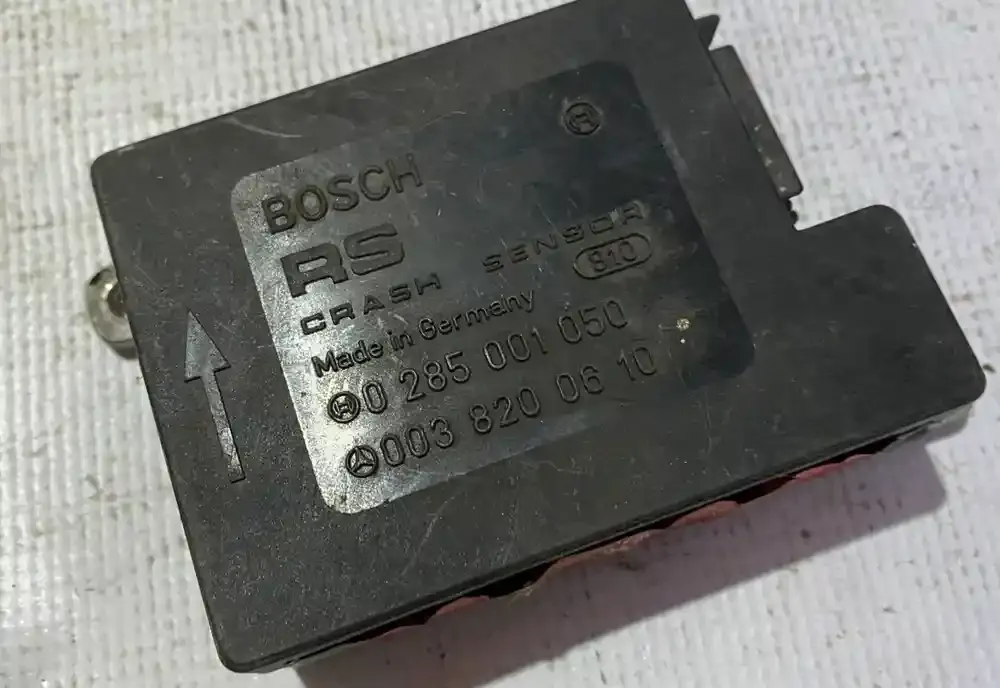 BOSCH
RS
CRASH SENSOR
810
Made in Germany
0 285 001 050
003 820 06 10